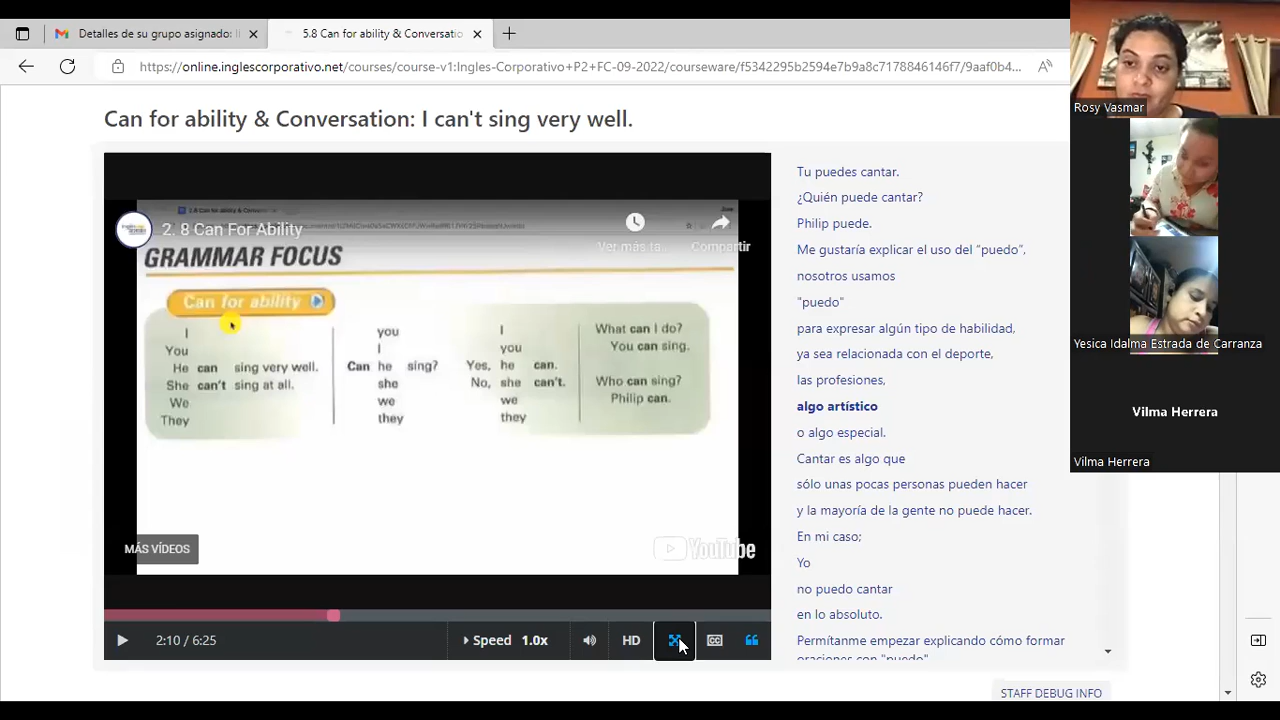 Detalles de su grupo asignado: I
5.8 Can for ability & Conversatio
https://online.inglescorporativo.net/courses/course-v1:Ingles-Corporativo+P2+FC-09-2022/courseware/f5342295b2594e7b9a8c7178846146f7/9aaf0b4...
Can for ability & Conversation: I can't sing very well.
2. 8 Can For Ability
Ver más ta...
Compartir
GRAMMAR FOCUS
Can for ability
I
You
He can sing very well.
She can't sing at all.
We
They
you
I
Can he sing?
she
we
they
I
you
Yes, he can.
No, she can't.
we
they
What can I do?
You can sing.
Who can sing?
Philip can.
MÁS VÍDEOS
YouTube
2:10 / 6:25
Speed 1.0x
HD
CC
Tu puedes cantar.
¿Quién puede cantar?
Philip puede.
Me gustaría explicar el uso del "puedo",
nosotros usamos
"puedo"
para expresar algún tipo de habilidad,
ya sea relacionada con el deporte,
las profesiones,
algo artístico
o algo especial.
Cantar es algo que
sólo unas pocas personas pueden hacer
y la mayoría de la gente no puede hacer.
En mi caso;
Yo
no puedo cantar
en lo absoluto.
Permítanme empezar explicando cómo formar
oraciones con "puedo"
STAFF DEBUG INFO
Rosy Vasmar
Yesica Idalma Estrada de Carranza
Vilma Herrera
Vilma Herrera